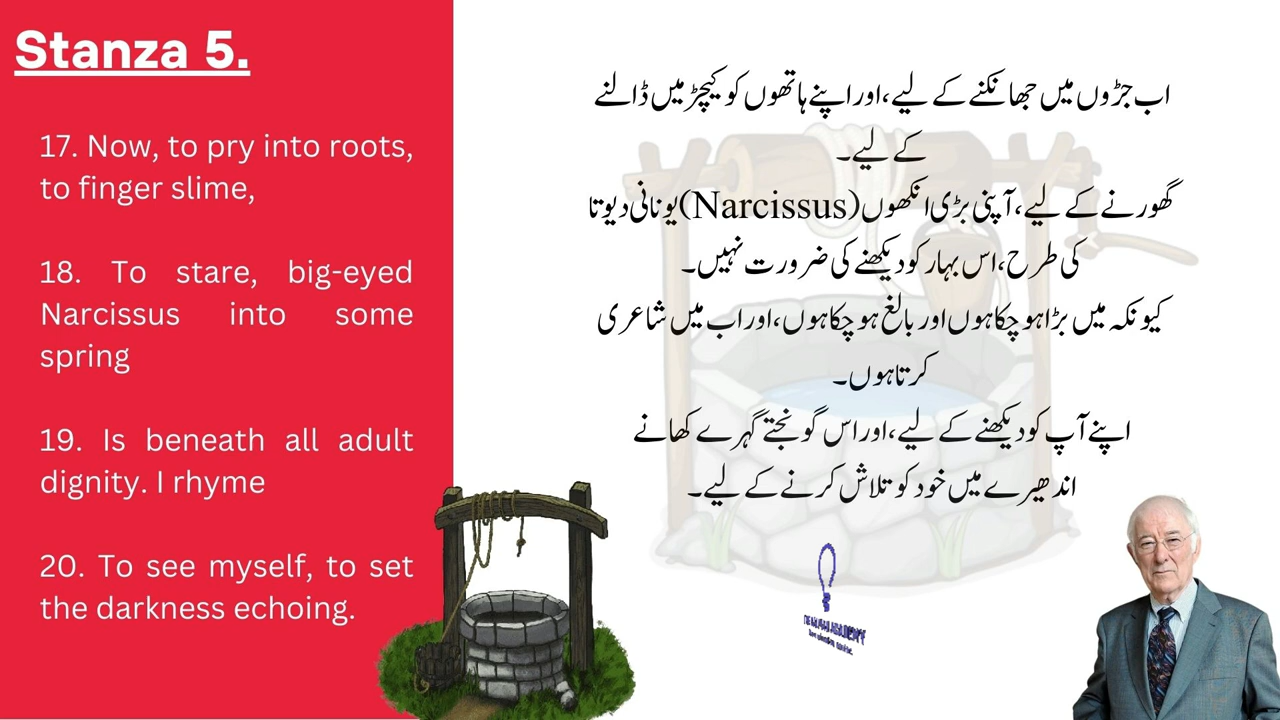 Stanza 5.
17. Now, to pry into roots,
to finger slime,
18. To stare, big-eyed
Narcissus into some
spring
19. Is beneath all adult
dignity. I rhyme
20. To see myself, to set
the darkness echoing.
اب جڑوں میں جھانکنے کے لیے، اور اپنے ہاتھوں کو کیچڑ میں ڈالنے
کے لیے۔
گھورنے کے لیے، آپنی بڑی انکھوں (Narcissus) یونانی دیوتا
کی طرح، اس بہار کو دیکھنے کی ضرورت نہیں۔
کیونکہ میں بڑا ہو چکا ہوں اور بالغ ہو چکا ہوں، اور اب میں شاعری
کرتا ہوں۔
اپنے آپ کو دیکھنے کے لیے، اور اس گونجتے گہرے کھانے
اندھیرے میں خود کو تلاش کرنے کے لیے۔